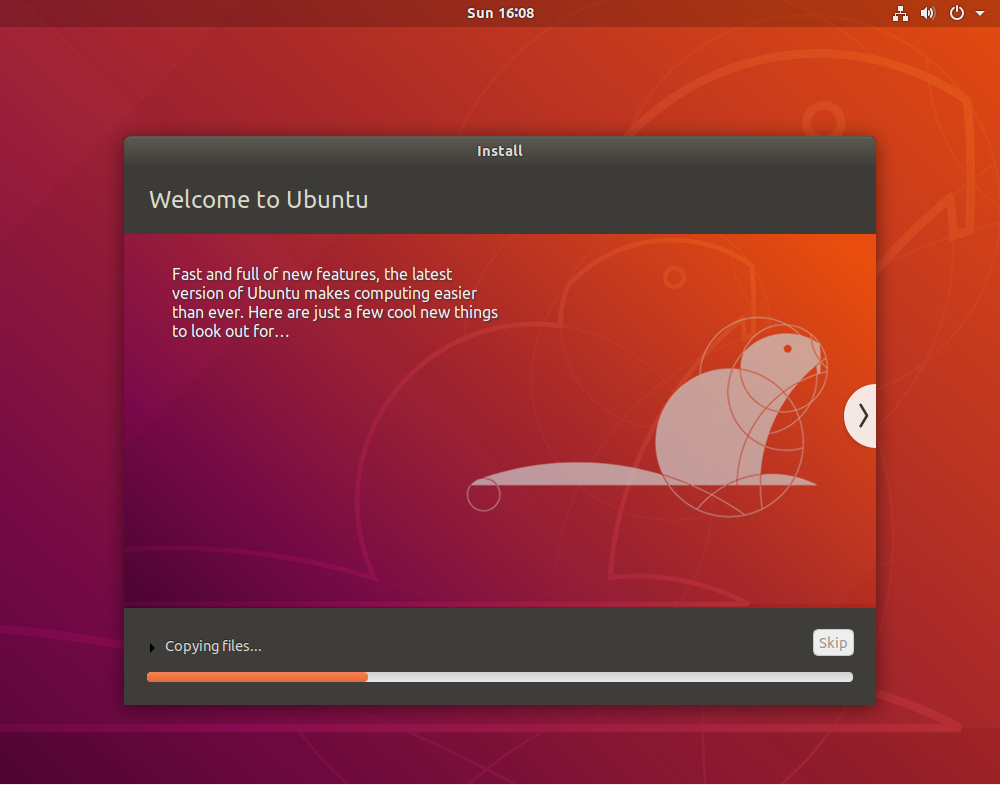 Sun 16:08
Install
Welcome to Ubuntu
Fast and full of new features, the latest
version of Ubuntu makes computing easier
than ever. Here are just a few cool new things
to look out for…
Copying files...
Skip